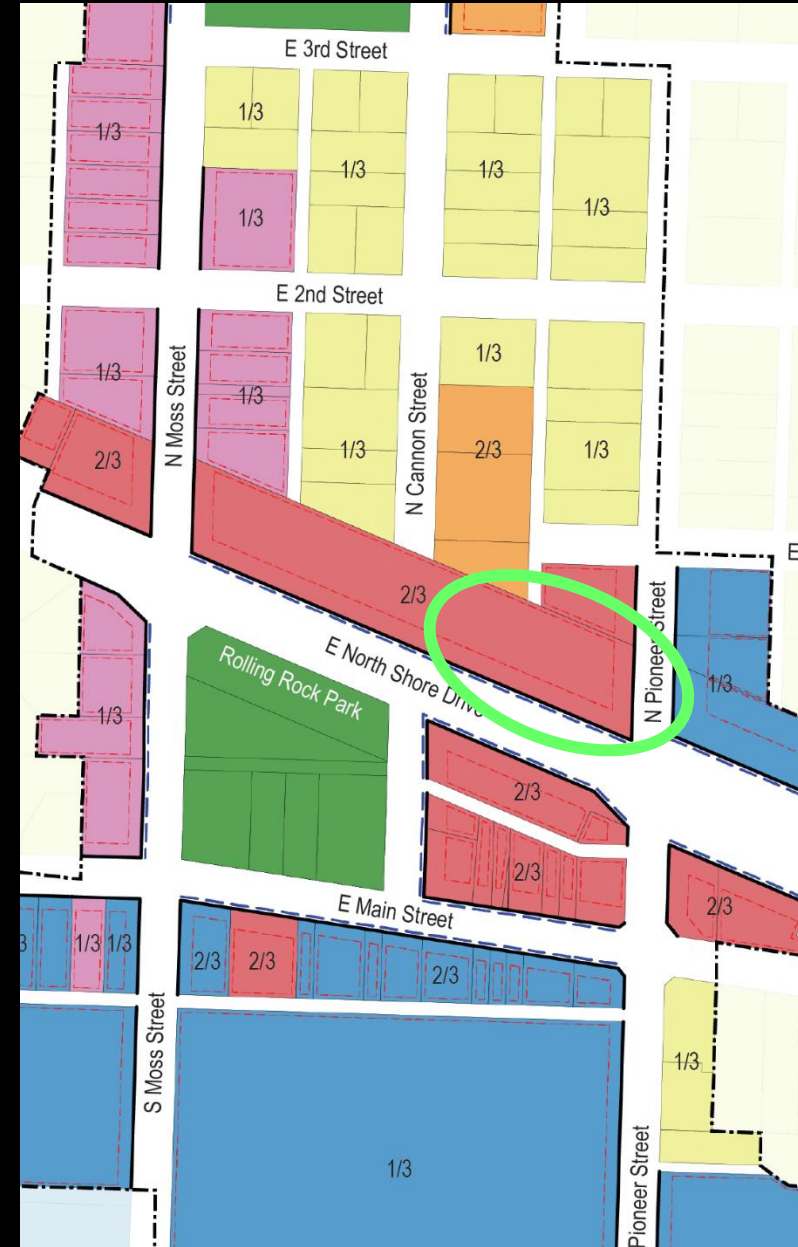 E 3rd Street
1/3
1/3
1/3
1/3
1/3
1/3
E 2nd Street
1/3
1/3
1/3
1/3
2/3
1/3
N Moss Street
N Cannon Street
2/3
E
2/3
N Pioneer Street
1/3
E North Shore Drive
Rolling Rock Park
1/3
2/3
2/3
2/3
E Main Street
3
1/3
1/3
2/3
2/3
2/3
S Moss Street
1/3
1/3
Pioneer Street